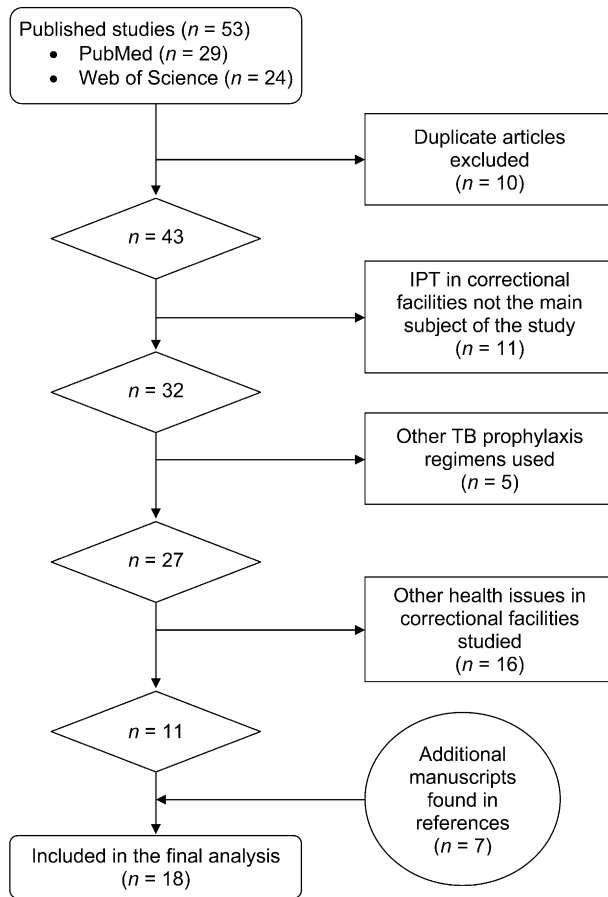 Published studies (n = 53)
• PubMed (n = 29)
• Web of Science (n = 24)
Duplicate articles
excluded
(n = 10)
n = 43
IPT in correctional
facilities not the main
subject of the study
(n = 11)
n = 32
Other TB prophylaxis
regimens used
(n = 5)
n = 27
Other health issues in
correctional facilities
studied
(n = 16)
n = 11
Additional
manuscripts
found in
references
(n = 7)
Included in the final analysis
(n = 18)